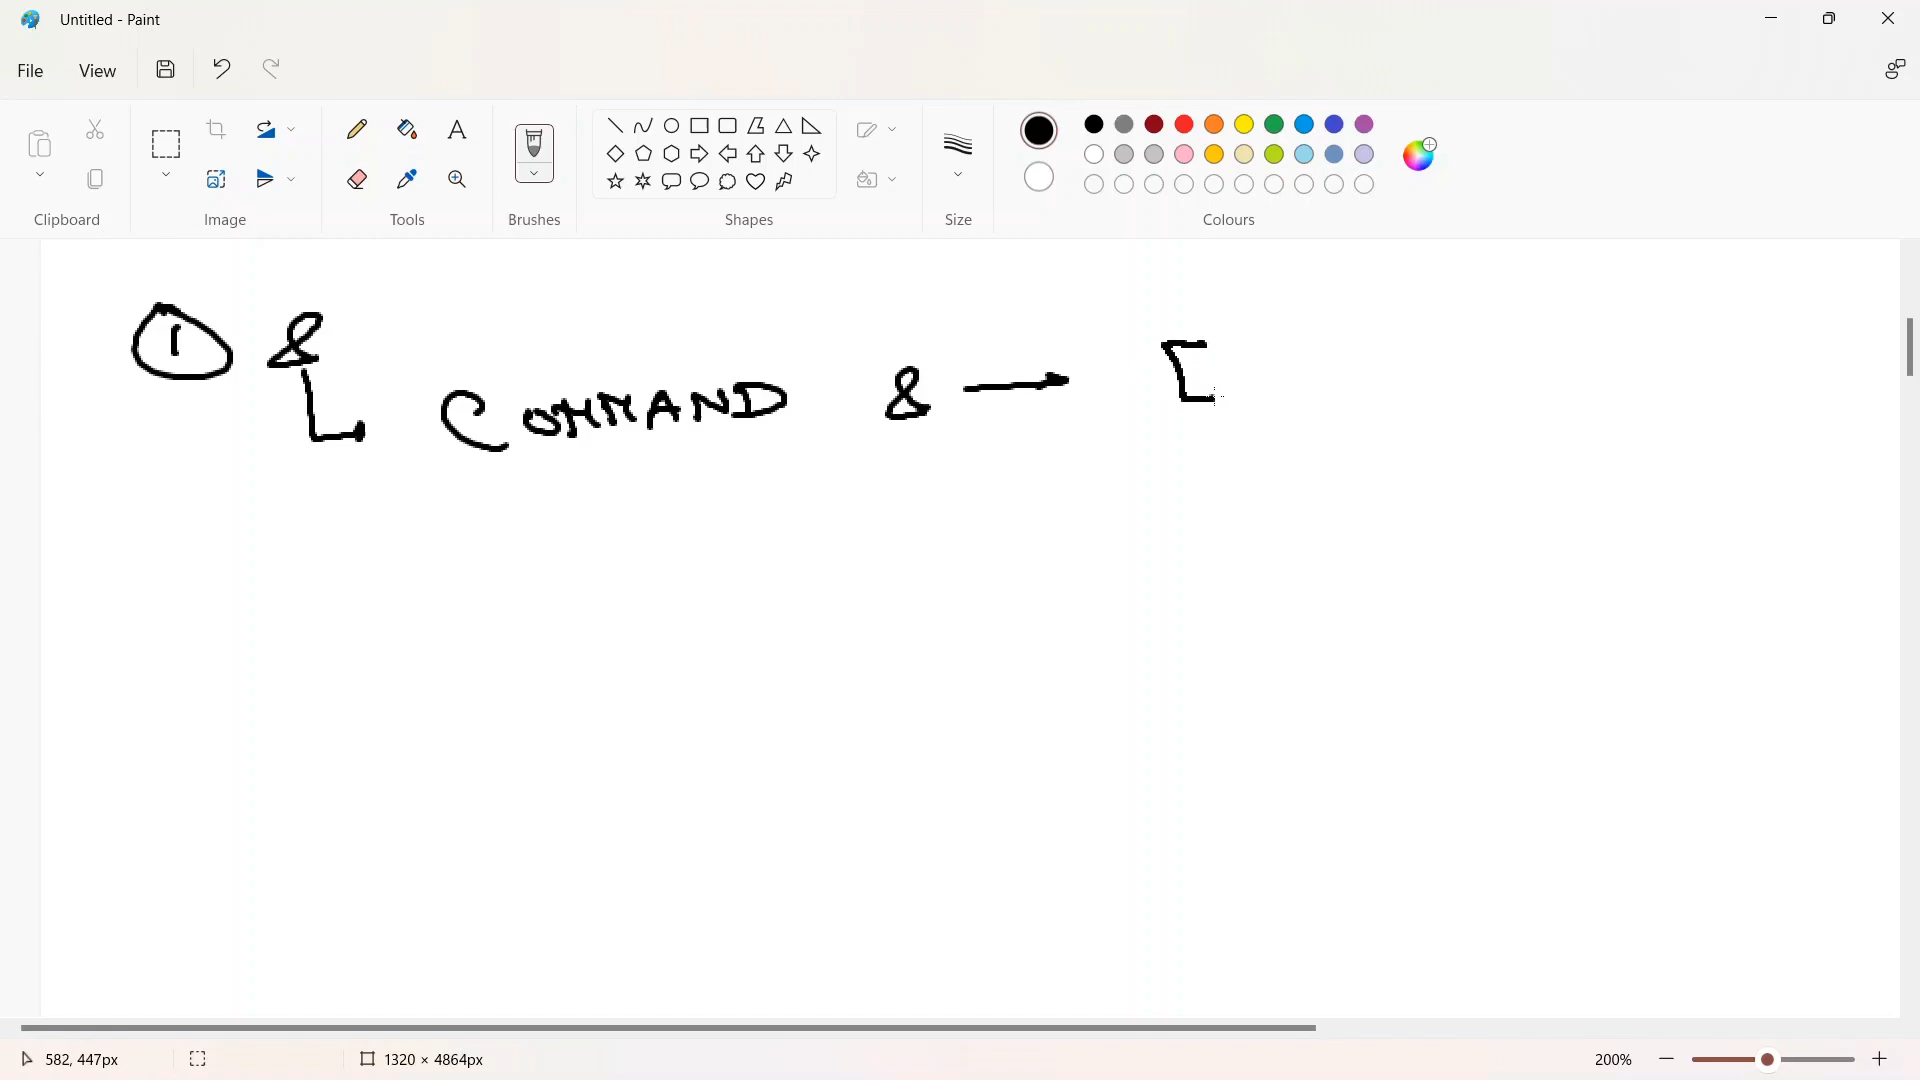 Untitled - Paint
File View
Clipboard Image Tools Brushes Shapes Size Colours
1 &
COMMAND & → [
582, 447px 1320 × 4864px 200%